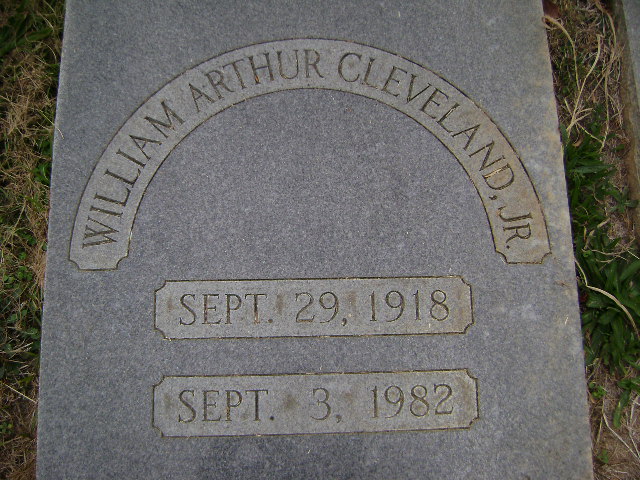 WILLIAM ARTHUR CLEVELAND, JR.
SEPT. 29, 1918
SEPT. 3, 1982